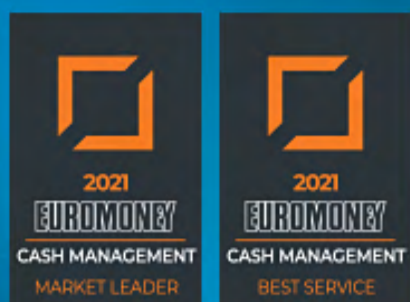 2021
EUROMONEY
CASH MANAGEMENT
MARKET LEADER
2021
EUROMONEY
CASH MANAGEMENT
BEST SERVICE